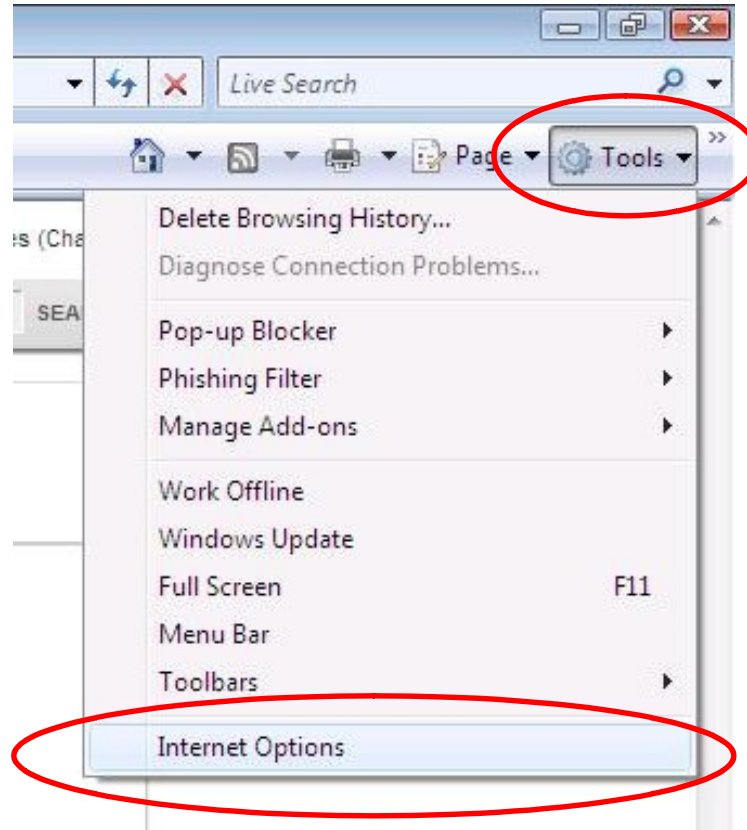 Live Search
Page Tools »
Delete Browsing History...
es (Cha
Diagnose Connection Problems...
SEA
Pop-up Blocker
Phishing Filter
Manage Add-ons
Work Offline
Windows Update
Full Screen F11
Menu Bar
Toolbars
Internet Options